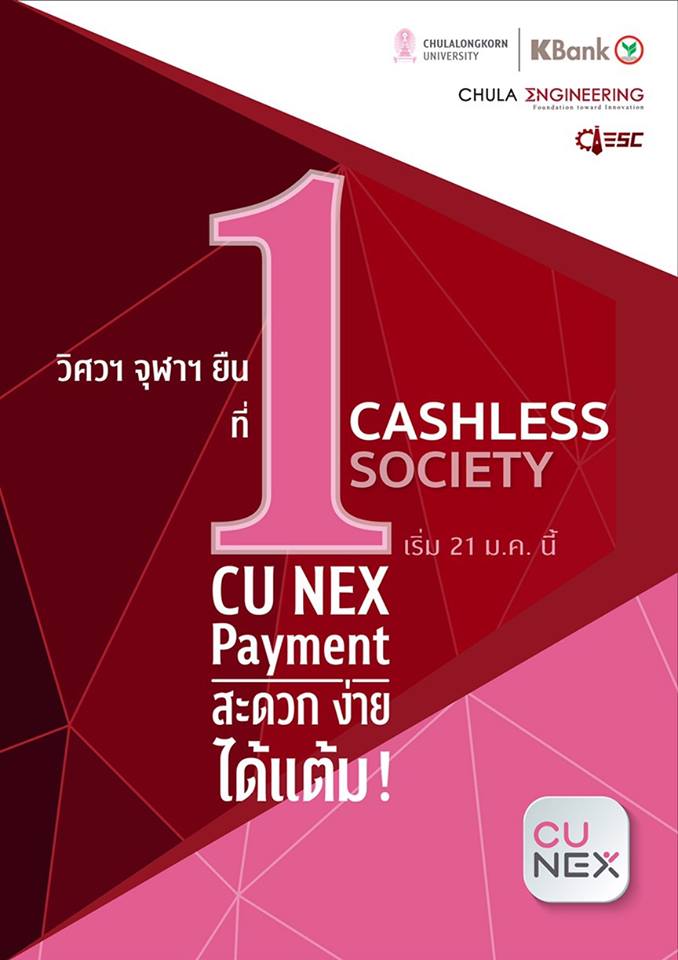 CHULALONGKORN
UNIVERSITY
KBank
CHULA ΣNGINEERING
Foundation toward Innovation
ESC
1
วิศวฯ จุฬาฯ ยืน
ที่
CASHLESS
SOCIETY
เริ่ม 21 ม.ค. นี้
CU NEX
Payment
สะดวก ง่าย
ได้แต้ม!
CU
NEX